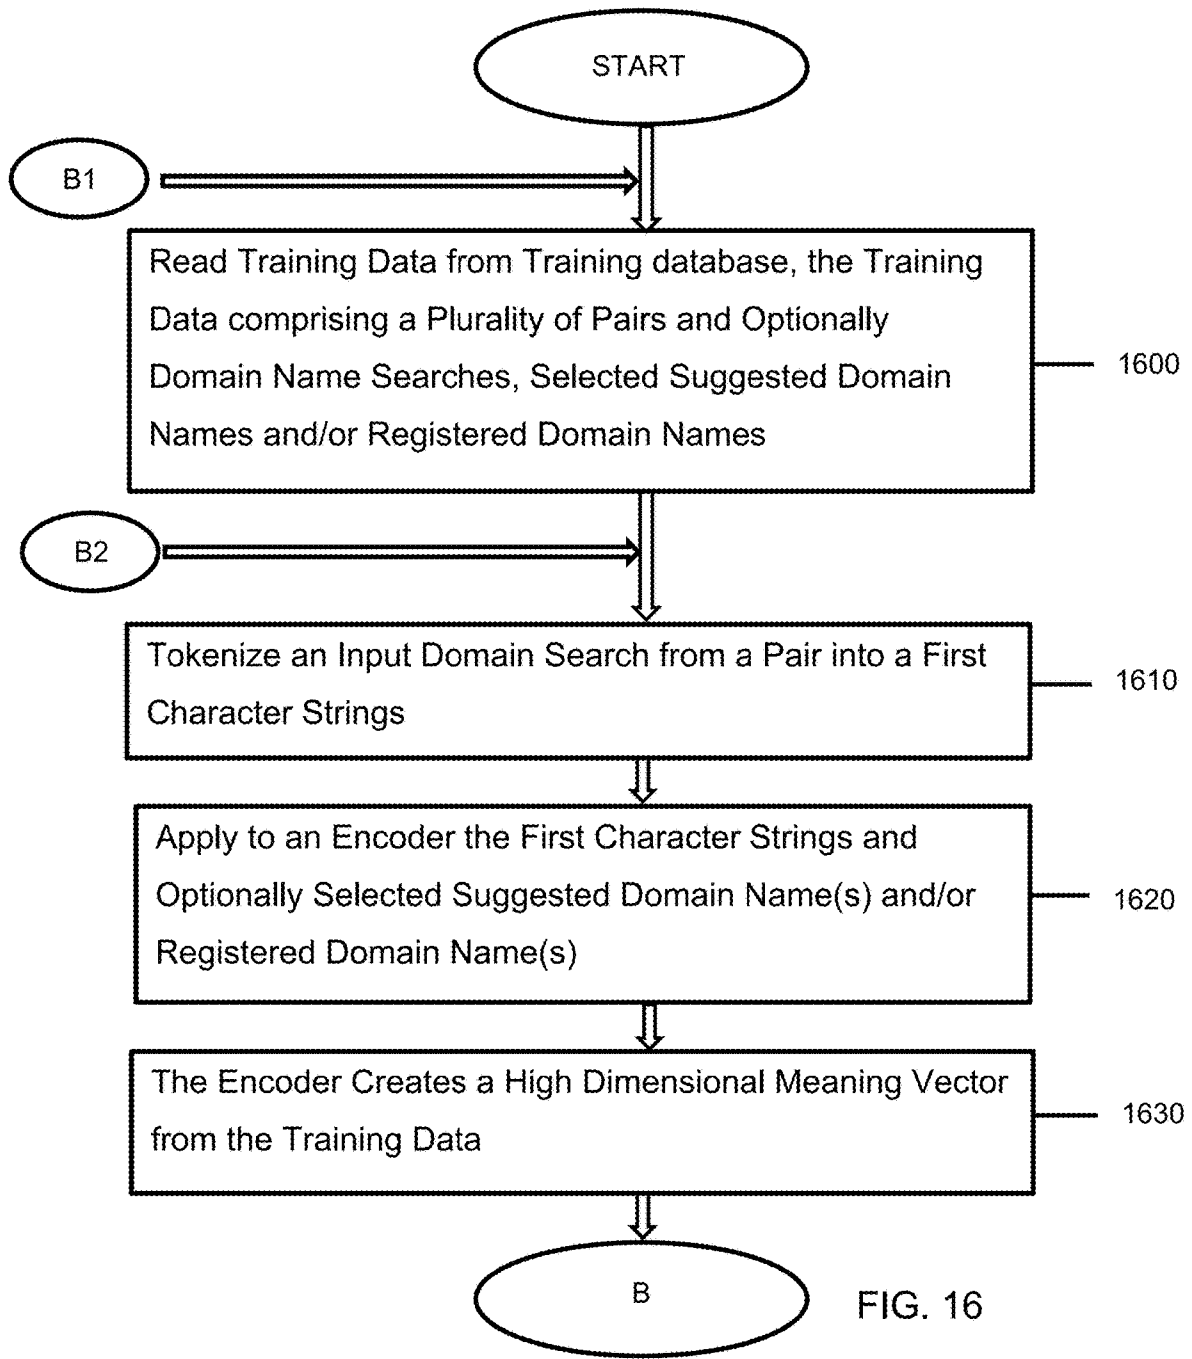 START
B1
Read Training Data from Training database, the Training
Data comprising a Plurality of Pairs and Optionally
Domain Name Searches, Selected Suggested Domain
Names and/or Registered Domain Names
1600
B2
Tokenize an Input Domain Search from a Pair into a First
Character Strings
1610
Apply to an Encoder the First Character Strings and
Optionally Selected Suggested Domain Name(s) and/or
Registered Domain Name(s)
1620
The Encoder Creates a High Dimensional Meaning Vector
from the Training Data
1630
B
FIG. 16